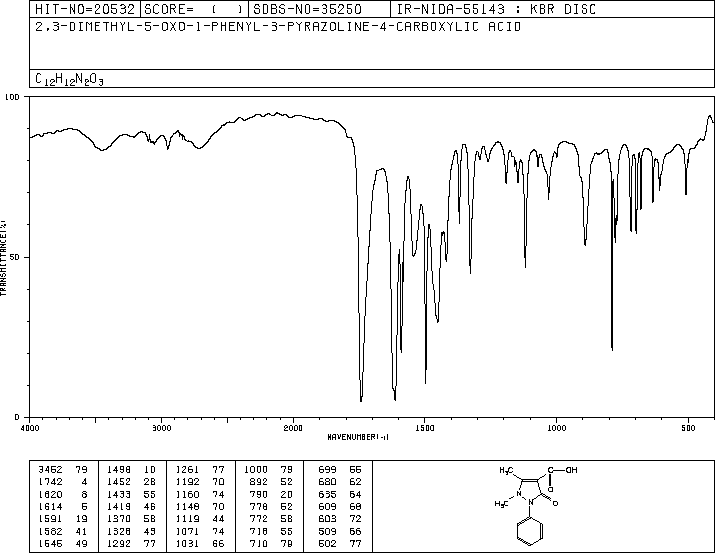 HIT-NO=20532 SCORE= ( ) SDBS-NO=35250 IR-NIDA-55143 : KBR DISC
2,3-DIMETHYL-5-OXO-1-PHENYL-3-PYRAZOLINE-4-CARBOXYLIC ACID
C12H12N2O3
100
50
0
TRANSMITTANCE(%)
4000 3000 2000 1500 1000 500
WAVENUMBER(-1)
3452 79 1498 10 1261 77 1000 79 699 55
1742 4 1452 28 1192 70 892 52 680 62
1620 8 1433 55 1160 74 790 20 635 64
1614 5 1419 46 1148 70 778 52 609 68
1591 19 1370 58 1119 44 772 58 603 72
1582 41 1328 43 1071 74 718 55 509 66
1545 49 1292 77 1031 66 710 79 502 77
H3C C OH
O
H3C N N O